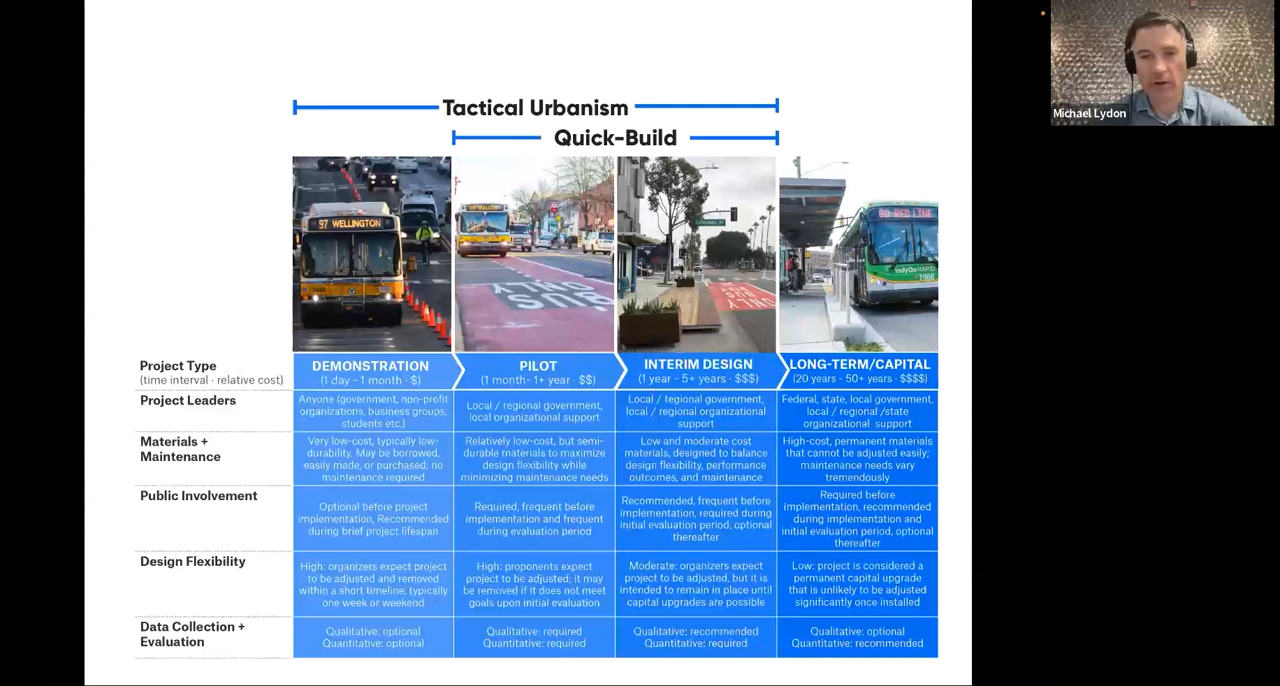 Michael Lydon
Tactical Urbanism
Quick-Build
97 WELLINGTON
BUS
ONLY
BUS
ONLY
80 RED LINE
IndyGoRAPID
1986
Project Type
(time interval · relative cost)
DEMONSTRATION
(1 day - 1 month · $)
PILOT
(1 month- 1+ year · $$)
INTERIM DESIGN
(1 year - 5+ years · $$$)
LONG-TERM/CAPITAL
(20 years - 50+ years · $$$$)
Project Leaders
Anyone (government, non-profit
organizations, business groups,
students etc.)
Local / regional government,
local organizational support
Local / tegional government,
local / regional organizational
support
Federal, state, local government,
local / regional /state
organizational support
Materials +
Maintenance
Very low-cost, typically low-
durability. May be borrowed,
easily made, or purchased; no
maintenance required
Relatively low-cost, but semi-
durable materials to maximize
design flexibility while
minimizing maintenance needs
Low and moderate cost
materials, designed to balance
design flexibility, performance
outcomes, and maintenance
High-cost, permanent materials
that cannot be adjusted easily;
maintenance needs vary
tremendously
Public Involvement
Optional before project
implementation, Recommended
during brief project lifespan
Required, frequent before
implementation and frequent
during evaluation period
Recommended, frequent before
implementation, required during
initial evaluation period, optional
thereafter
Required before
implementation, recommended
during implementation and
initial evaluation period, optional
thereafter
Design Flexibility
High: organizers expect project
to be adjusted and removed
within a short timeline, typically
one week or weekend
High: proponents expect
project to be adjusted; it may
be removed if it does not meet
goals upon initial evaluation
Moderate: organizers expect
project to be adjusted, but it is
intended to remain in place until
capital upgrades are possible
Low: project is considered a
permanent capital upgrade
that is unlikely to be adjusted
significantly once installed
Data Collection +
Evaluation
Qualitative: optional
Quantitative: optional
Qualitative: required
Quantitative: required
Qualitative: recommended
Quantitative: required
Qualitative: optional
Quantitative: recommended